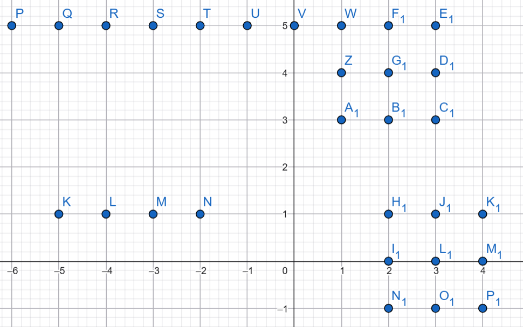 P Q R S T U V W F₁ E₁
5
Z G₁ D₁
4
A₁ B₁ C₁
3
2
K L M N H₁ J₁ K₁
1
I₁ L₁ M₁
-6 -5 -4 -3 -2 -1 0 1 2 3 4
N₁ O₁ P₁
-1